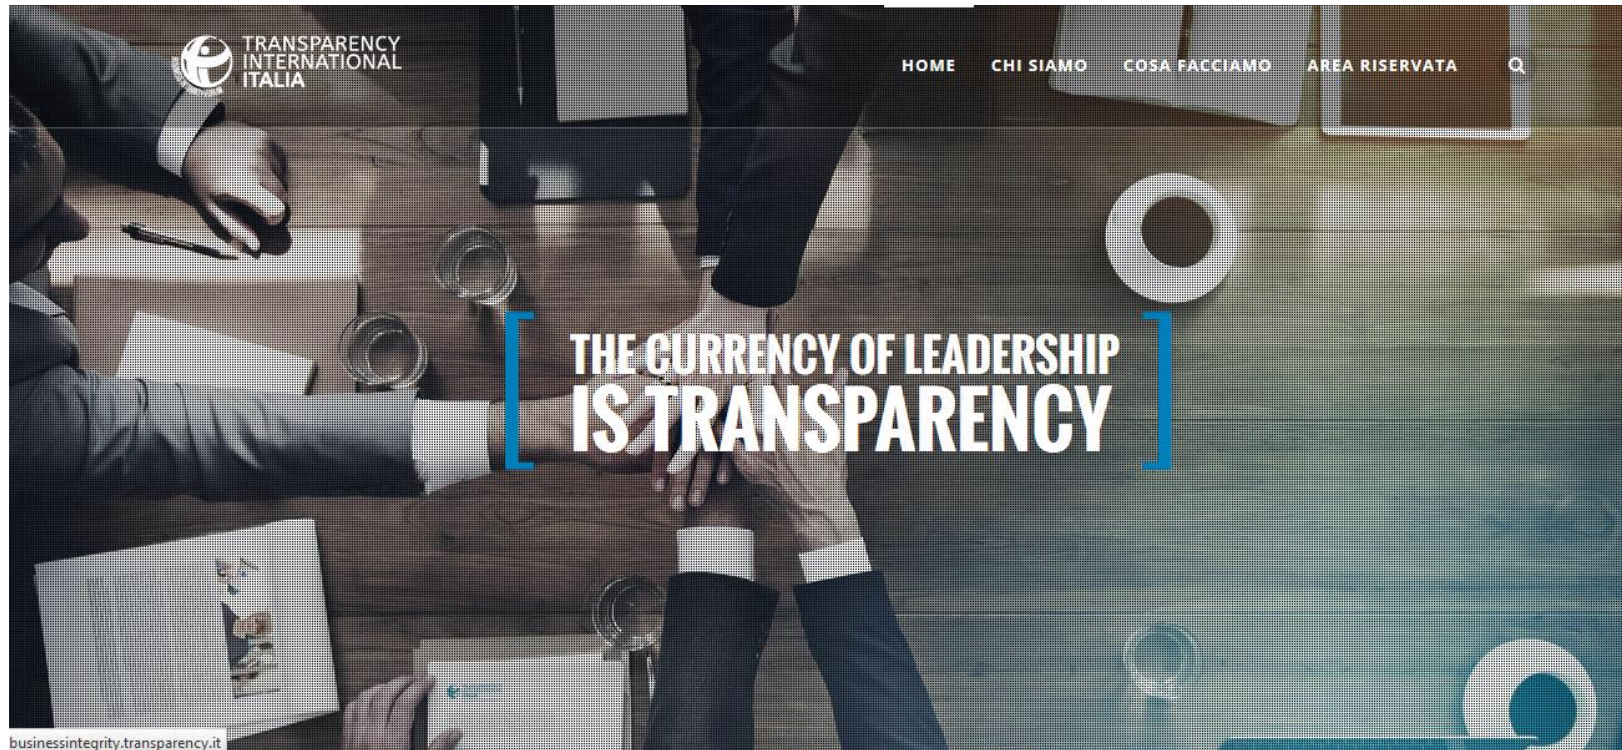 TRANSPARENCY
INTERNATIONAL
ITALIA
HOME CHI SIAMO COSA FACCIAMO AREA RISERVATA
THE CURRENCY OF LEADERSHIP
IS TRANSPARENCY
businessintegrity.transparency.it